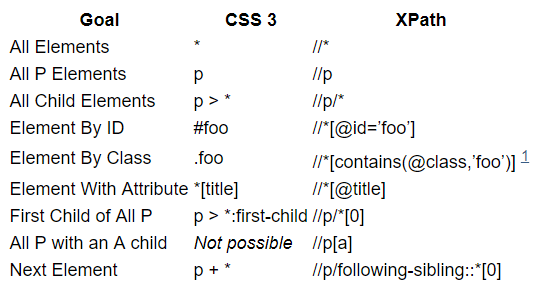 Goal CSS 3 XPath
All Elements * //*
All P Elements p //p
All Child Elements p > * //p/*
Element By ID #foo //*[@id=’foo’]
Element By Class .foo //*[contains(@class,’foo’)] 1
Element With Attribute *[title] //*[@title]
First Child of All P p > *:first-child //p/*[0]
All P with an A child Not possible //p[a]
Next Element p + * //p/following-sibling::*[0]